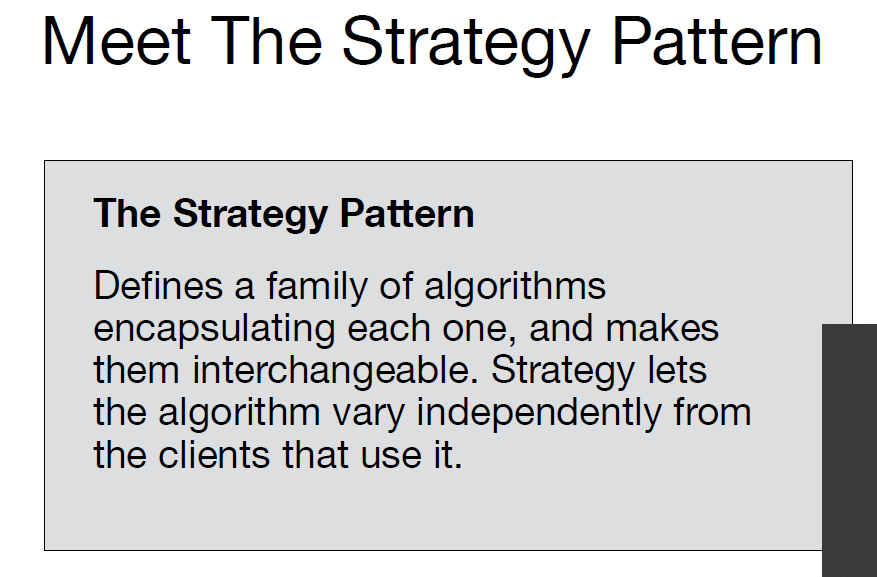 Meet The Strategy Pattern
The Strategy Pattern
Defines a family of algorithms
encapsulating each one, and makes
them interchangeable. Strategy lets
the algorithm vary independently from
the clients that use it.